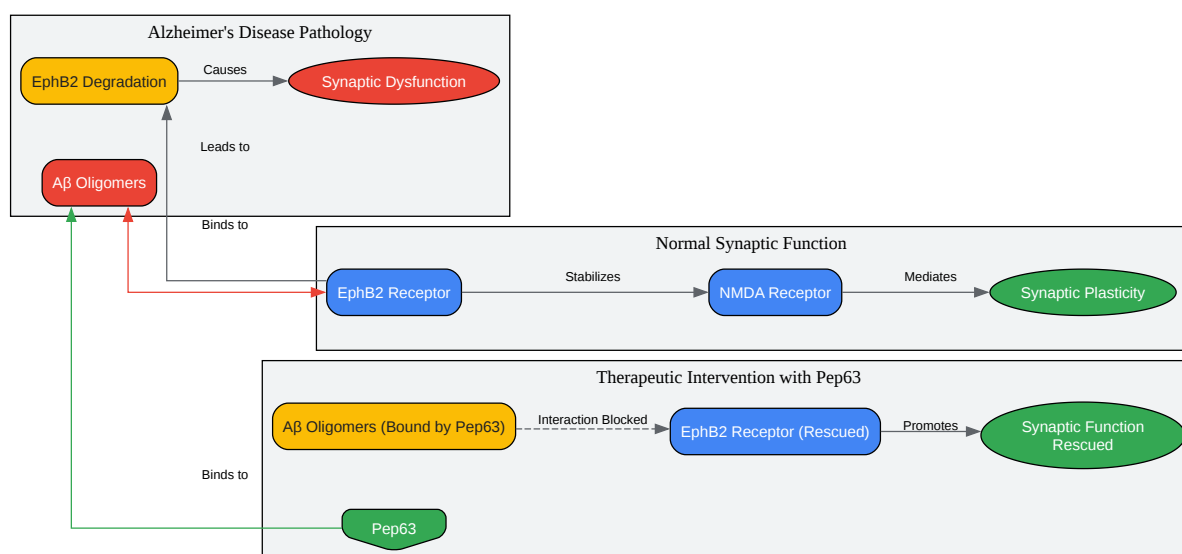 Alzheimer's Disease Pathology
EphB2 Degradation
Causes
Synaptic Dysfunction
Leads to
Aβ Oligomers
Binds to
Normal Synaptic Function
EphB2 Receptor
Stabilizes
NMDA Receptor
Mediates
Synaptic Plasticity
Therapeutic Intervention with Pep63
Aβ Oligomers (Bound by Pep63)
Interaction Blocked
EphB2 Receptor (Rescued)
Promotes
Synaptic Function
Rescued
Binds to
Pep63